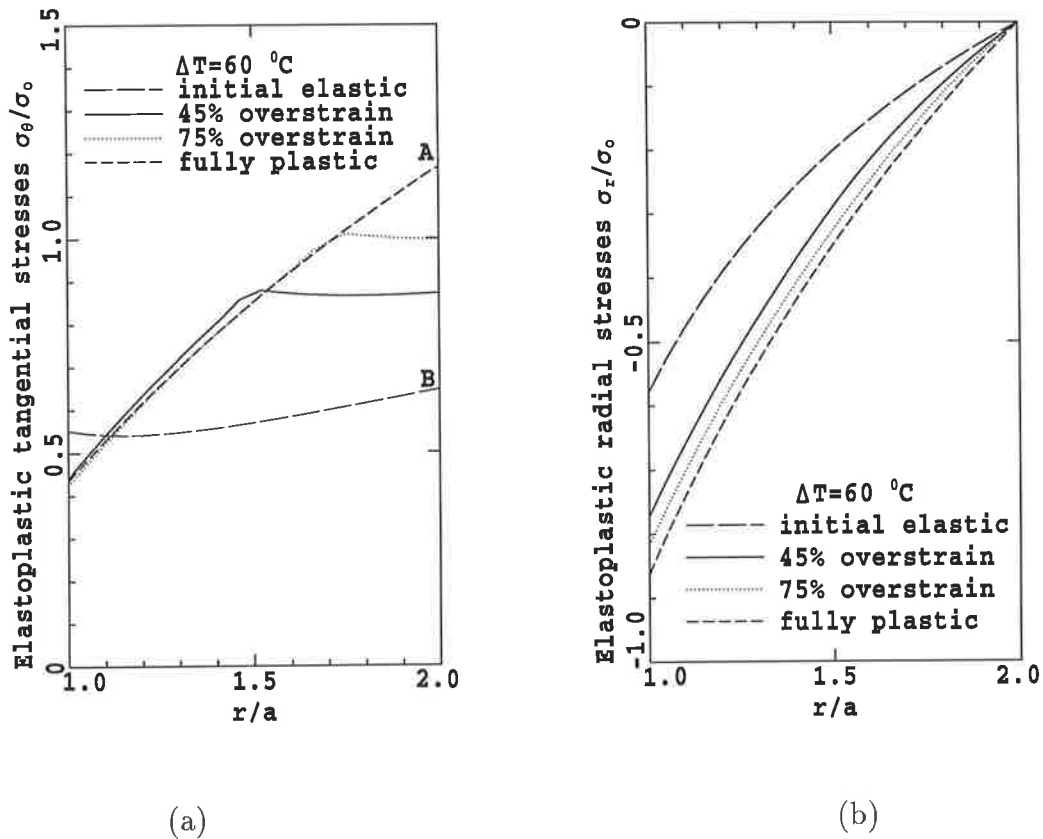 Elastoplastic tangential stresses σθ/σo
1.5
1.0
0.5
0
ΔT=60 ⁰C
initial elastic
45% overstrain
75% overstrain
fully plastic
A
B
1.0
1.5
2.0
r/a
(a)
Elastoplastic radial stresses σr/σo
0
-0.5
-1.0
ΔT=60 ⁰C
initial elastic
45% overstrain
75% overstrain
fully plastic
1.0
1.5
2.0
r/a
(b)